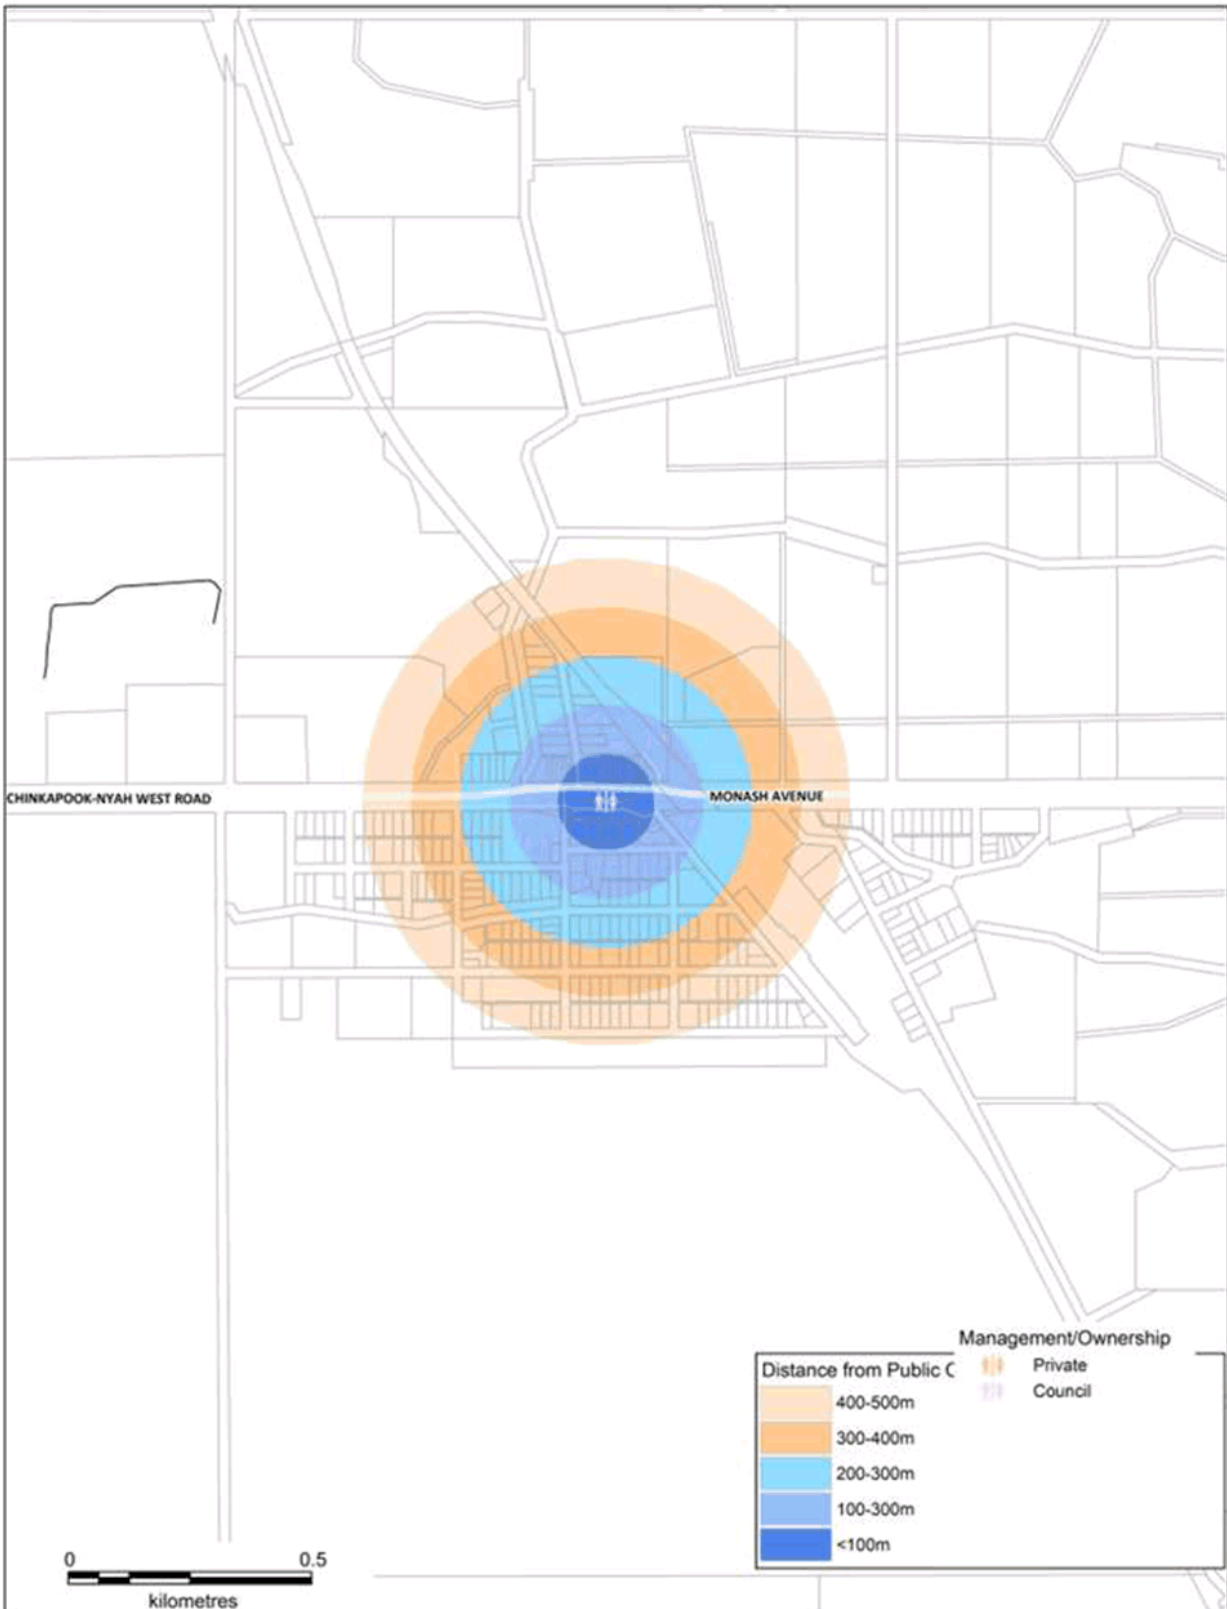 CHINKAPOOK-NYAH WEST ROAD
MONASH AVENUE
Management/Ownership
Private
Council
Distance from Public C
400-500m
300-400m
200-300m
100-300m
<100m
0 0.5
kilometres